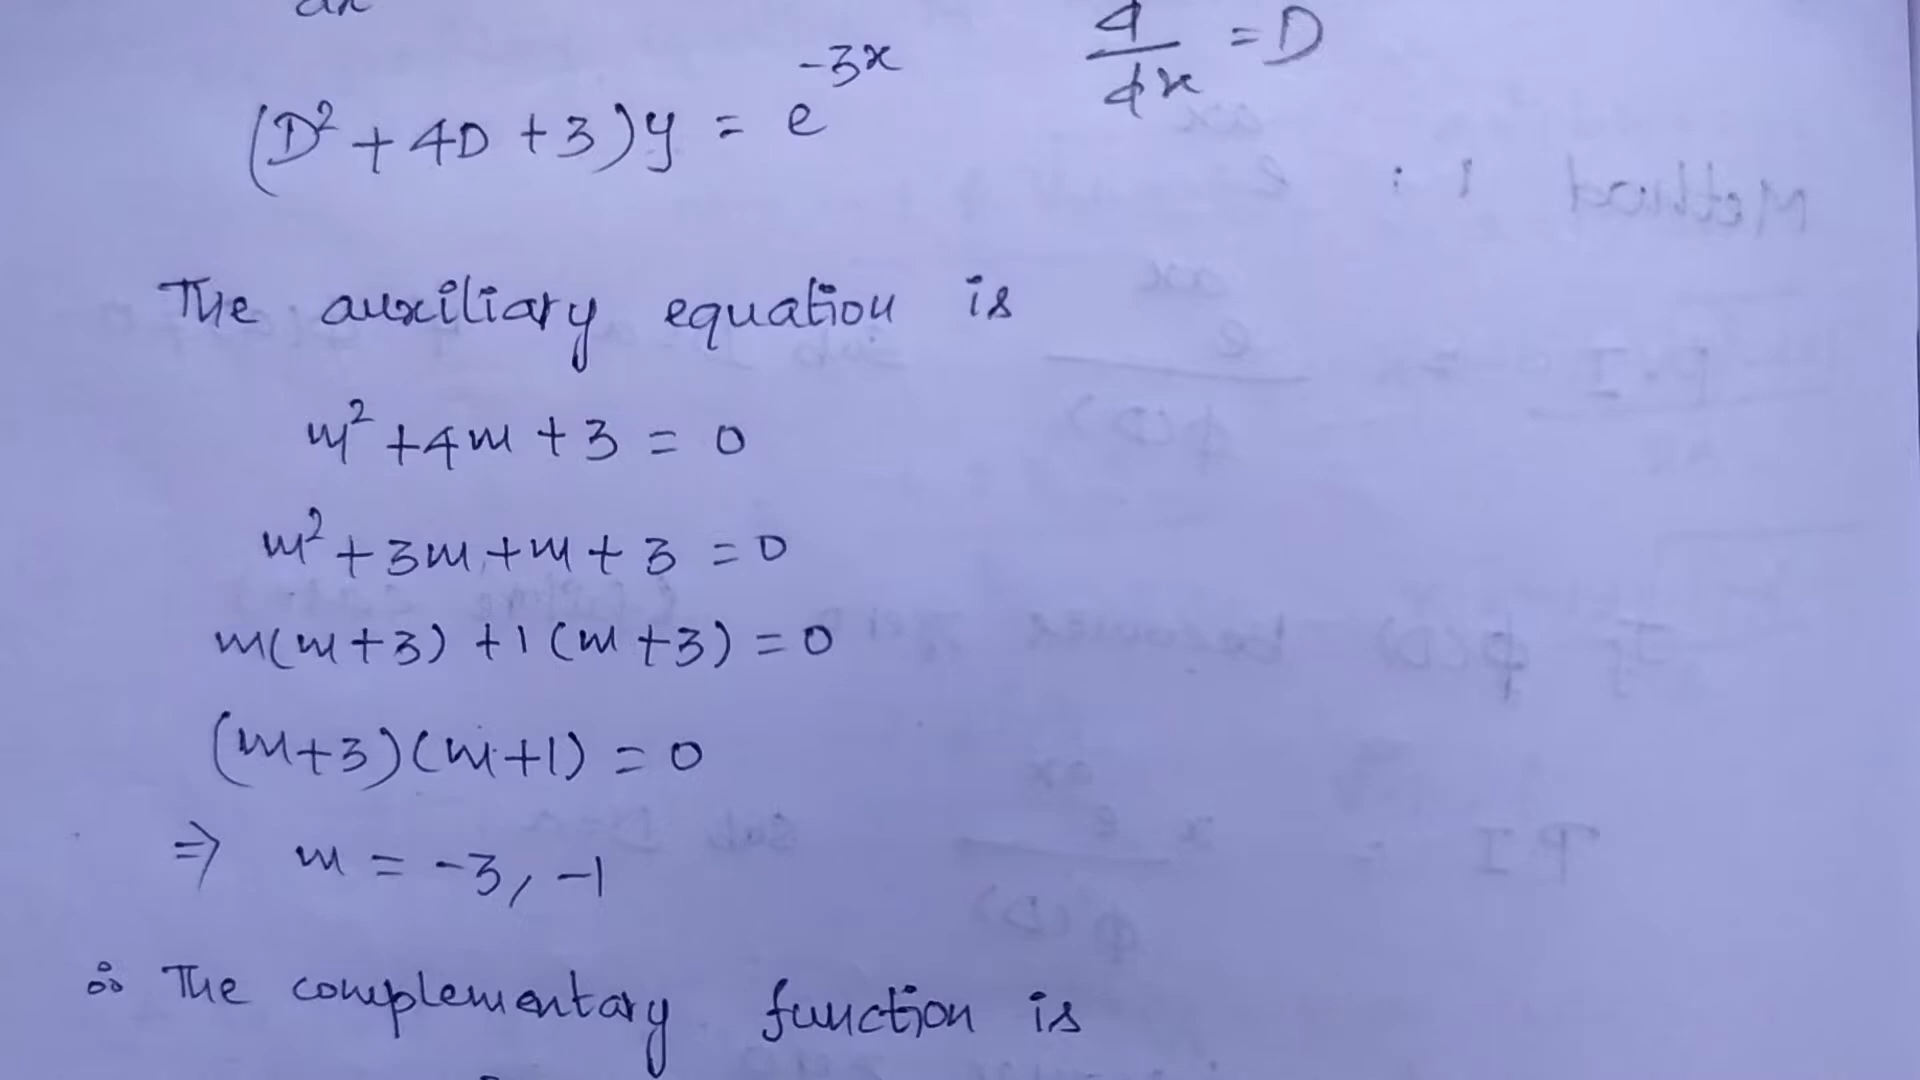 d/dx = D
(D² + 4D + 3)y = e^{-3x}
The auxiliary equation is
m² + 4m + 3 = 0
m² + 3m + m + 3 = 0
m(m+3) + 1(m+3) = 0
(m+3)(m+1) = 0
⇒ m = -3, -1
∴ The complementary function is